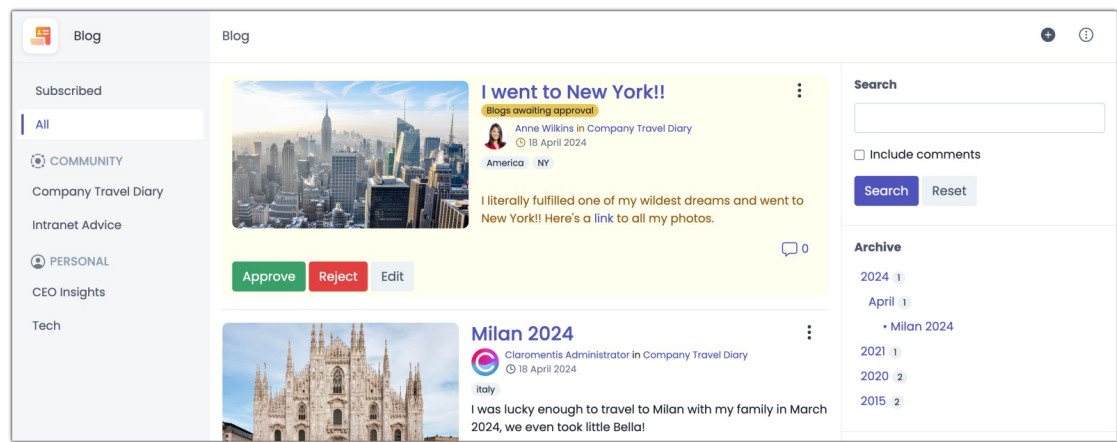 Blog
Blog
Subscribed
All
COMMUNITY
Company Travel Diary
Intranet Advice
PERSONAL
CEO Insights
Tech
I went to New York!!
Blogs awaiting approval
Anne Wilkins in Company Travel Diary
18 April 2024
America NY
I literally fulfilled one of my wildest dreams and went to
New York!! Here's a link to all my photos.
0
Approve Reject Edit
Milan 2024
Claromentis Administrator in Company Travel Diary
18 April 2024
italy
I was lucky enough to travel to Milan with my family in March
2024, we even took little Bella!
Search
Include comments
Search Reset
Archive
2024 1
April 1
• Milan 2024
2021 1
2020 2
2015 2